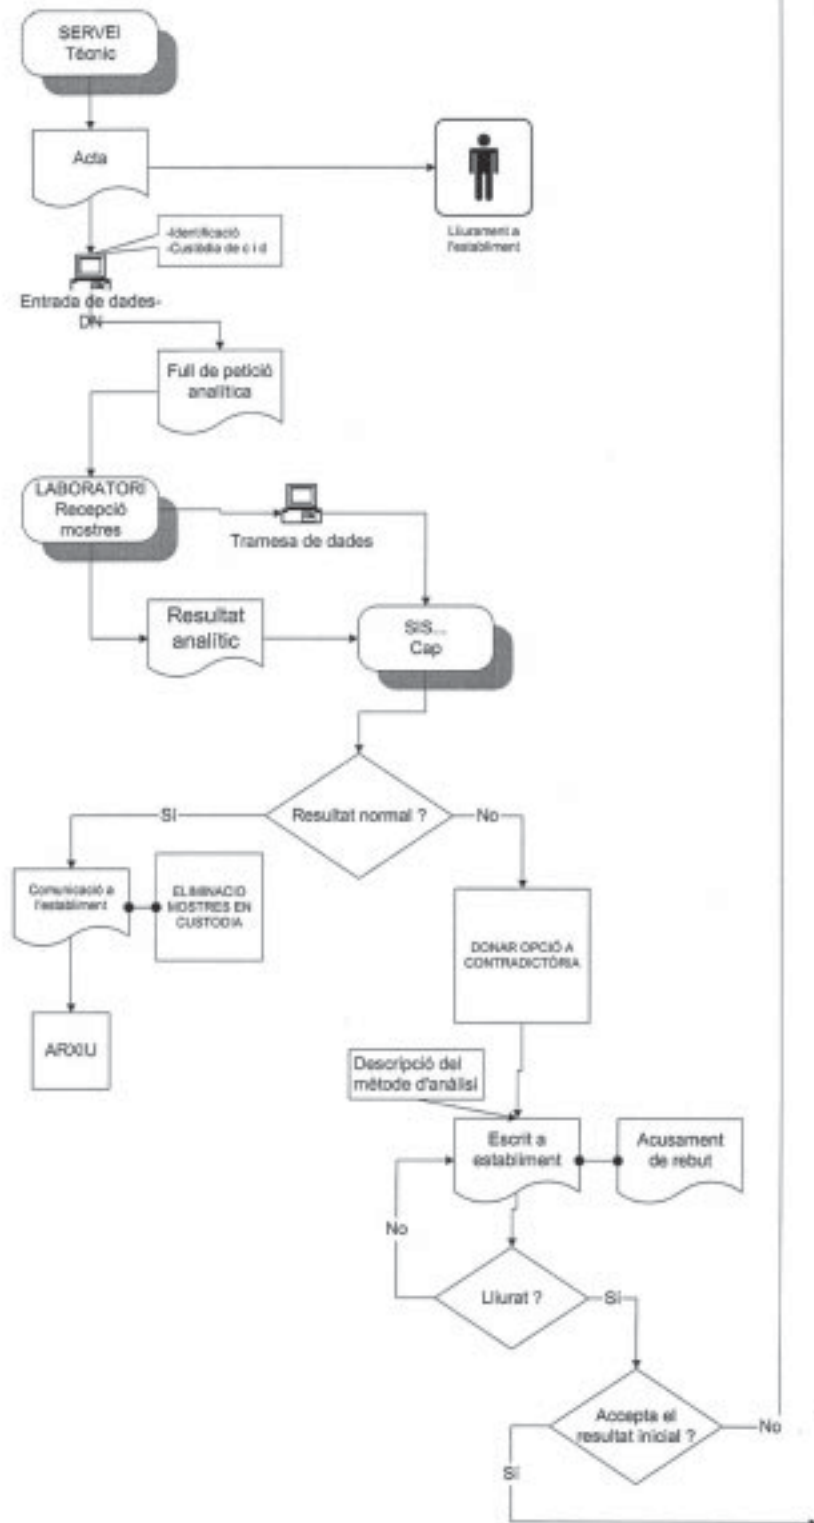 SERVEI
Tècnic
Acta
Lliurament a
l'establiment
-Identificació
-Custòdia de c i d
Entrada de dades-
DN
Full de petició
analítica
LABORATORI
Recepció
mostres
Tramesa de dades
Resultat
analític
SIS...
Cap
Resultat normal ?
Sí
No
Comunicació a
l'establiment
ELIMINACIO
MOSTRES EN
CUSTODIA
DONAR OPCIÓ A
CONTRADICTÒRIA
ARXIU
Descripció del
mètode d'anàlisi
Escrit a
establiment
Acusament
de rebut
No
Lliurat ?
Sí
Accepta el
resultat inicial ?
No
Sí